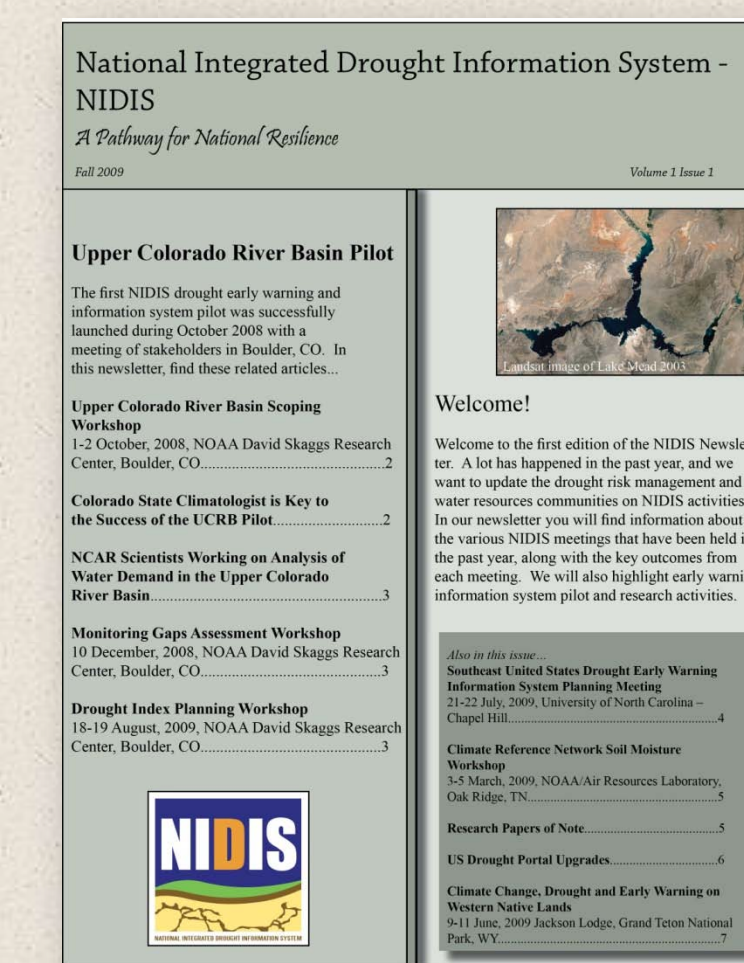 National Integrated Drought Information System -
NIDIS
A Pathway for National Resilience
Fall 2009
Volume 1 Issue 1
Upper Colorado River Basin Pilot
The first NIDIS drought early warning and
information system pilot was successfully
launched during October 2008 with a
meeting of stakeholders in Boulder, CO. In
this newsletter, find these related articles...
Upper Colorado River Basin Scoping
Workshop
1-2 October, 2008, NOAA David Skaggs Research
Center, Boulder, CO.................................................2
Colorado State Climatologist is Key to
the Success of the UCRB Pilot.............................2
NCAR Scientists Working on Analysis of
Water Demand in the Upper Colorado
River Basin.............................................................3
Monitoring Gaps Assessment Workshop
10 December, 2008, NOAA David Skaggs Research
Center, Boulder, CO................................................3
Drought Index Planning Workshop
18-19 August, 2009, NOAA David Skaggs Research
Center, Boulder, CO................................................3
NIDIS
NATIONAL INTEGRATED DROUGHT INFORMATION SYSTEM
Landsat image of Lake Mead 2003
Welcome!
Welcome to the first edition of the NIDIS Newsle
ter. A lot has happened in the past year, and we
want to update the drought risk management and
water resources communities on NIDIS activities
In our newsletter you will find information about
the various NIDIS meetings that have been held i
the past year, along with the key outcomes from
each meeting. We will also highlight early warni
information system pilot and research activities.
Also in this issue...
Southeast United States Drought Early Warning
Information System Planning Meeting
21-22 July, 2009, University of North Carolina –
Chapel Hill..............................................................4
Climate Reference Network Soil Moisture
Workshop
3-5 March, 2009, NOAA/Air Resources Laboratory,
Oak Ridge, TN........................................................5
Research Papers of Note........................................5
US Drought Portal Upgrades................................6
Climate Change, Drought and Early Warning on
Western Native Lands
9-11 June, 2009 Jackson Lodge, Grand Teton National
Park, WY.................................................................7